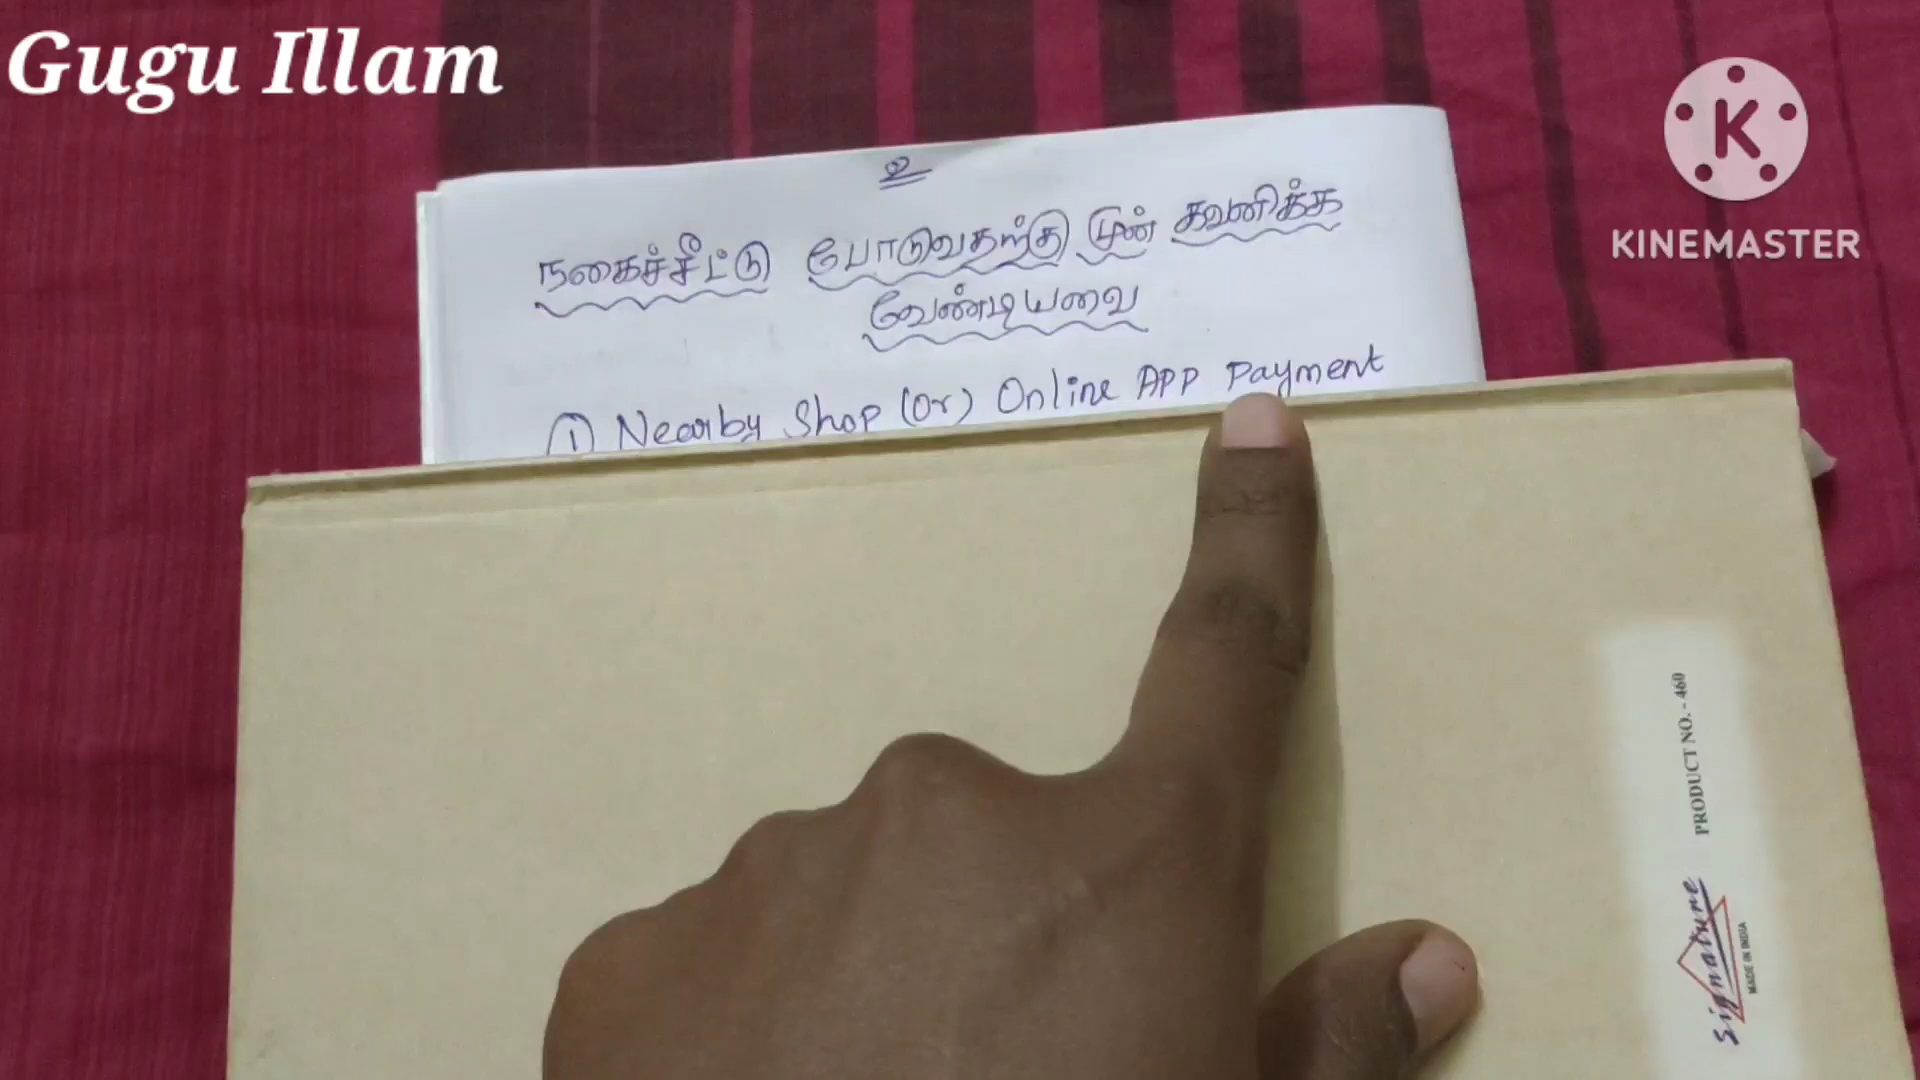 Gugu Illam
KINEMASTER
உ
நகைச்சீட்டு போடுவதற்கு முன் கவனிக்க
வேண்டியவை
① Nearby Shop (or) Online APP Payment
PRODUCT NO. - 460
Signature
MADE IN INDIA